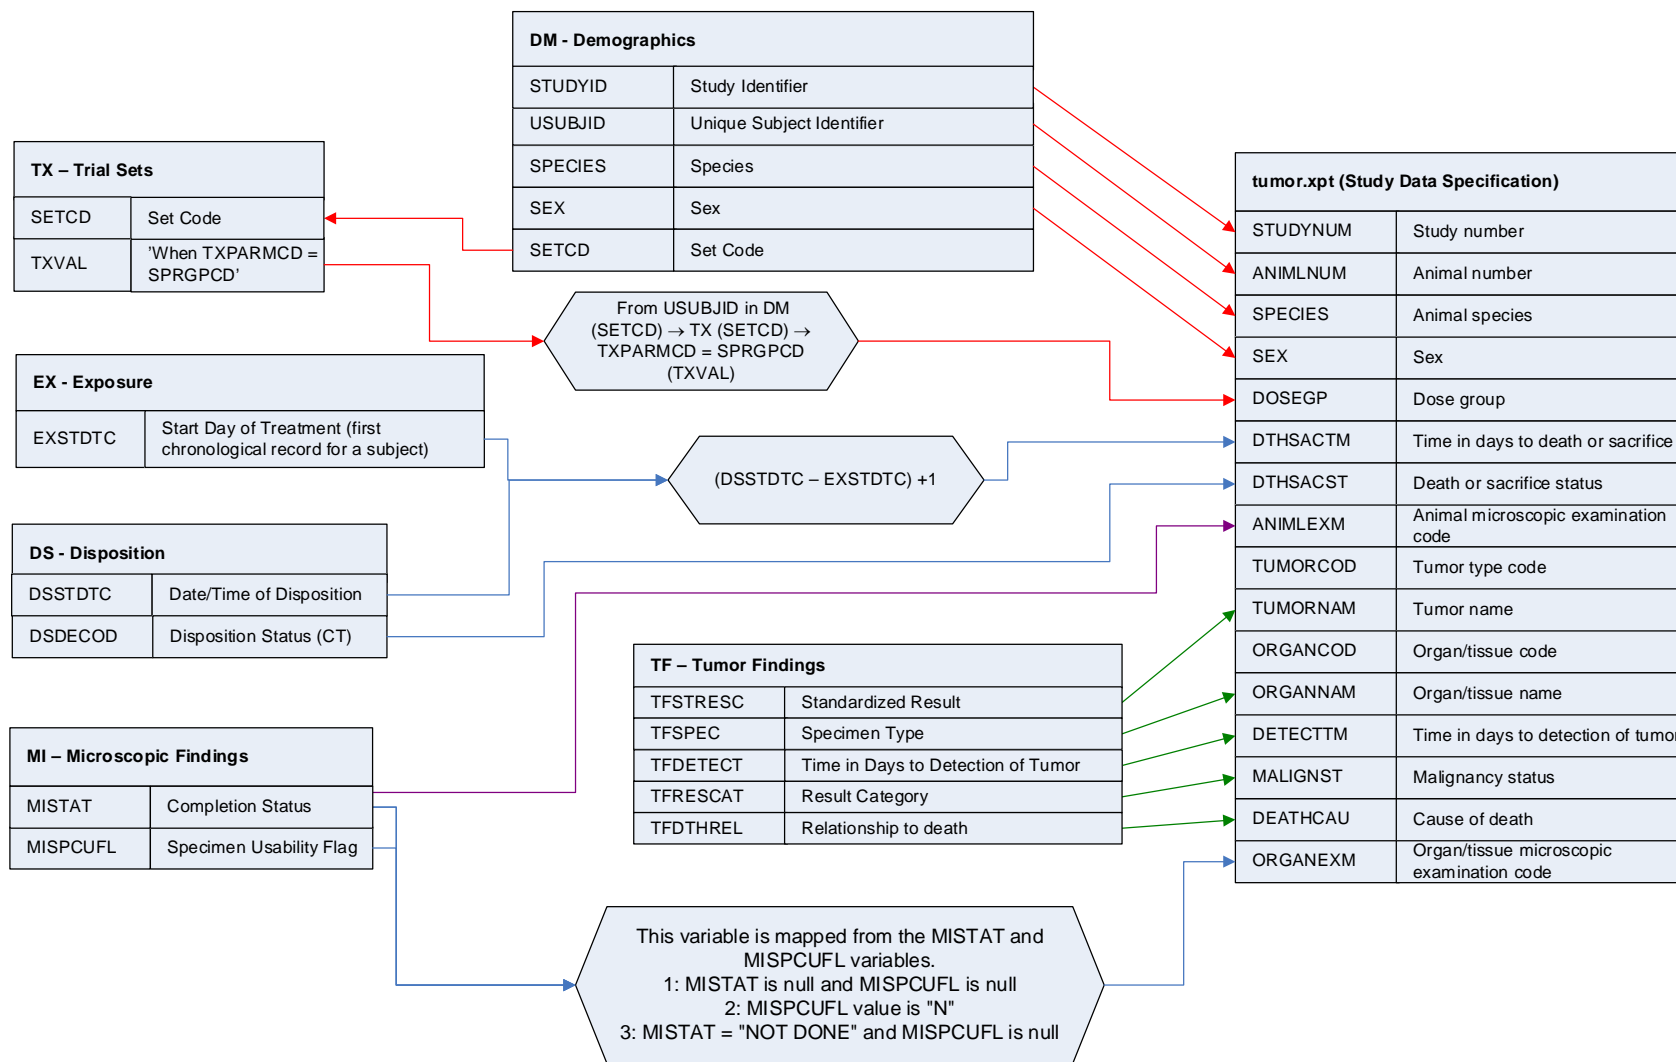 DM - Demographics
STUDYID Study Identifier
USUBJID Unique Subject Identifier
SPECIES Species
SEX Sex
SETCD Set Code
TX – Trial Sets
SETCD Set Code
TXVAL 'When TXPARMCD =
SPRGPCD'
From USUBJID in DM
(SETCD) → TX (SETCD) →
TXPARMCD = SPRGPCD
(TXVAL)
EX - Exposure
EXSTDTC Start Day of Treatment (first
chronological record for a subject)
(DSSTDTC – EXSTDTC) +1
DS - Disposition
DSSTDTC Date/Time of Disposition
DSDECOD Disposition Status (CT)
MI – Microscopic Findings
MISTAT Completion Status
MISPCUFL Specimen Usability Flag
TF – Tumor Findings
TFSTRESC Standardized Result
TFSPEC Specimen Type
TFDETECT Time in Days to Detection of Tumor
TFRESCAT Result Category
TFDTHREL Relationship to death
This variable is mapped from the MISTAT and
MISPCUFL variables.
1: MISTAT is null and MISPCUFL is null
2: MISPCUFL value is "N"
3: MISTAT = "NOT DONE" and MISPCUFL is null
tumor.xpt (Study Data Specification)
STUDYNUM Study number
ANIMLNUM Animal number
SPECIES Animal species
SEX Sex
DOSEGP Dose group
DTHSACTM Time in days to death or sacrifice
DTHSACST Death or sacrifice status
ANIMLEXM Animal microscopic examination
code
TUMORCOD Tumor type code
TUMORNAM Tumor name
ORGANCOD Organ/tissue code
ORGANNAM Organ/tissue name
DETECTTM Time in days to detection of tumor
MALIGNST Malignancy status
DEATHCAU Cause of death
ORGANEXM Organ/tissue microscopic
examination code